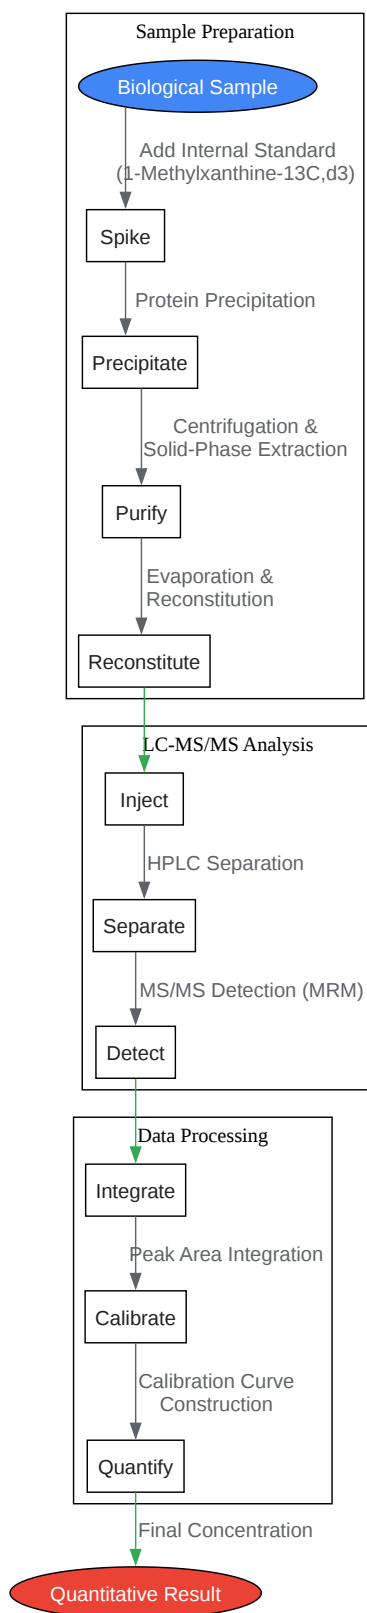 Sample Preparation
Biological Sample
Add Internal Standard
(1-Methylxanthine-13C,d3)
Spike
Protein Precipitation
Precipitate
Centrifugation &
Solid-Phase Extraction
Purify
Evaporation &
Reconstitution
Reconstitute
LC-MS/MS Analysis
Inject
HPLC Separation
Separate
MS/MS Detection (MRM)
Detect
Data Processing
Integrate
Peak Area Integration
Calibrate
Calibration Curve
Construction
Quantify
Final Concentration
Quantitative Result